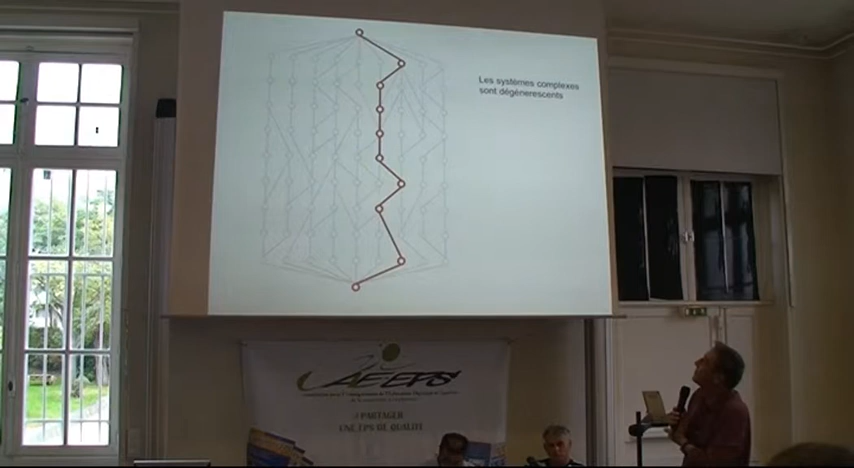 Les systèmes complexes
sont dégénerescents
AEEPS
PARTAGER
UNE EPS DE QUALITÉ